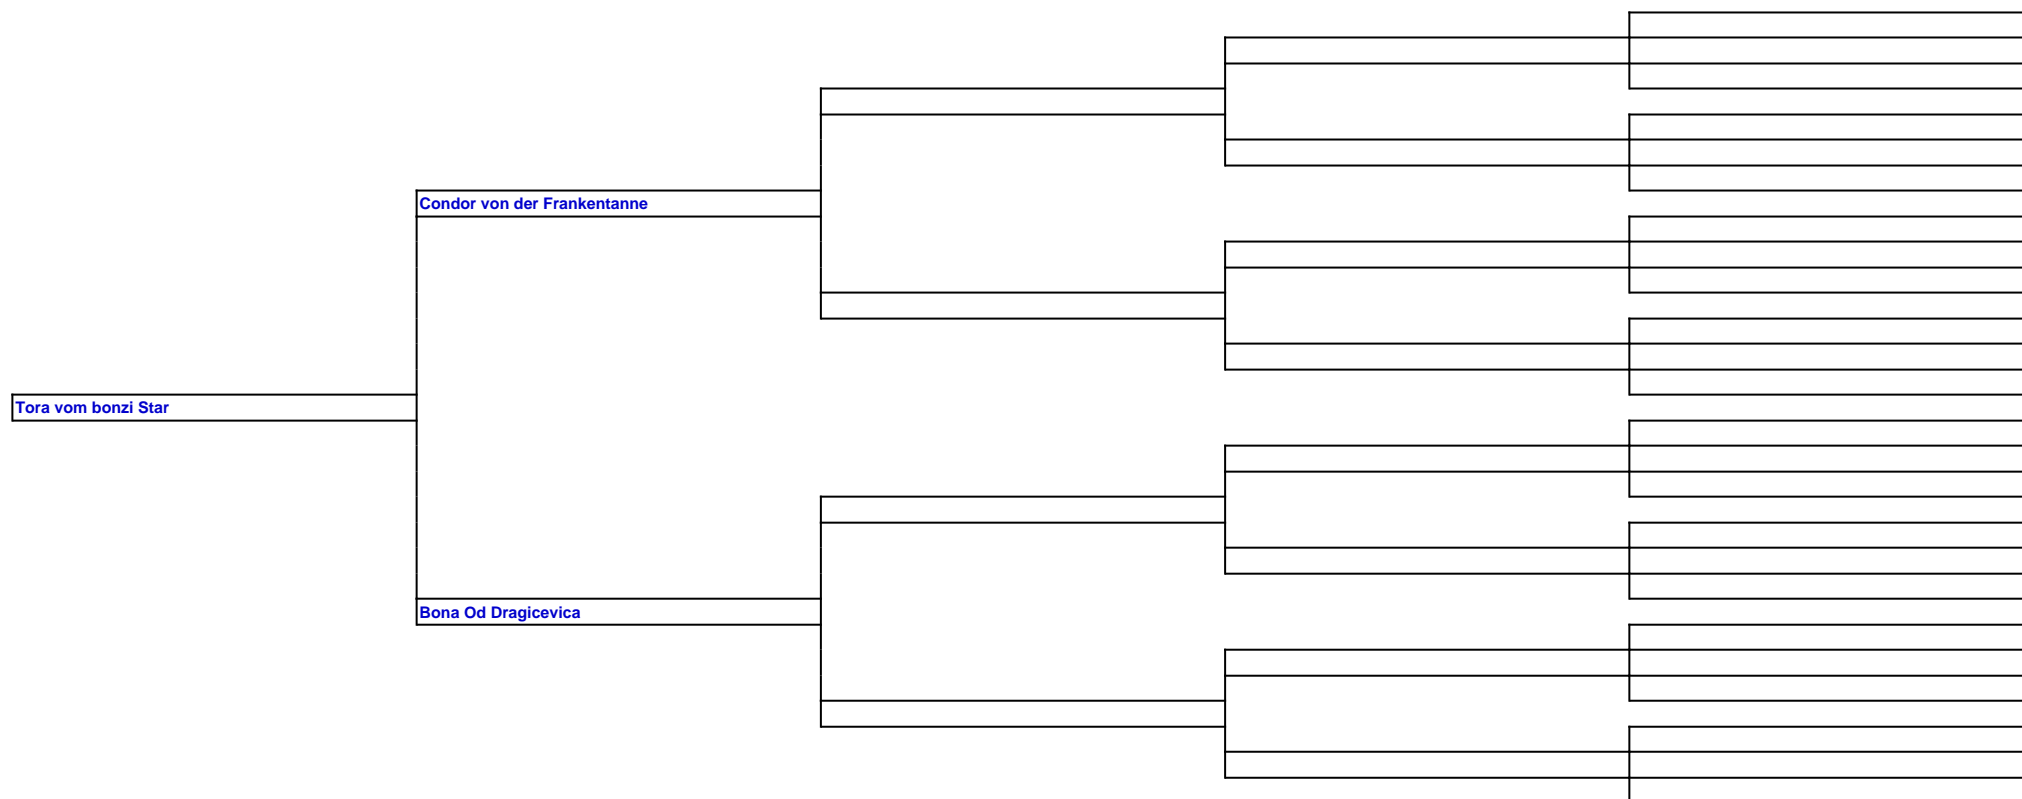 Condor von der Frankentanne
Tora vom bonzi Star
Bona Od Dragicevica